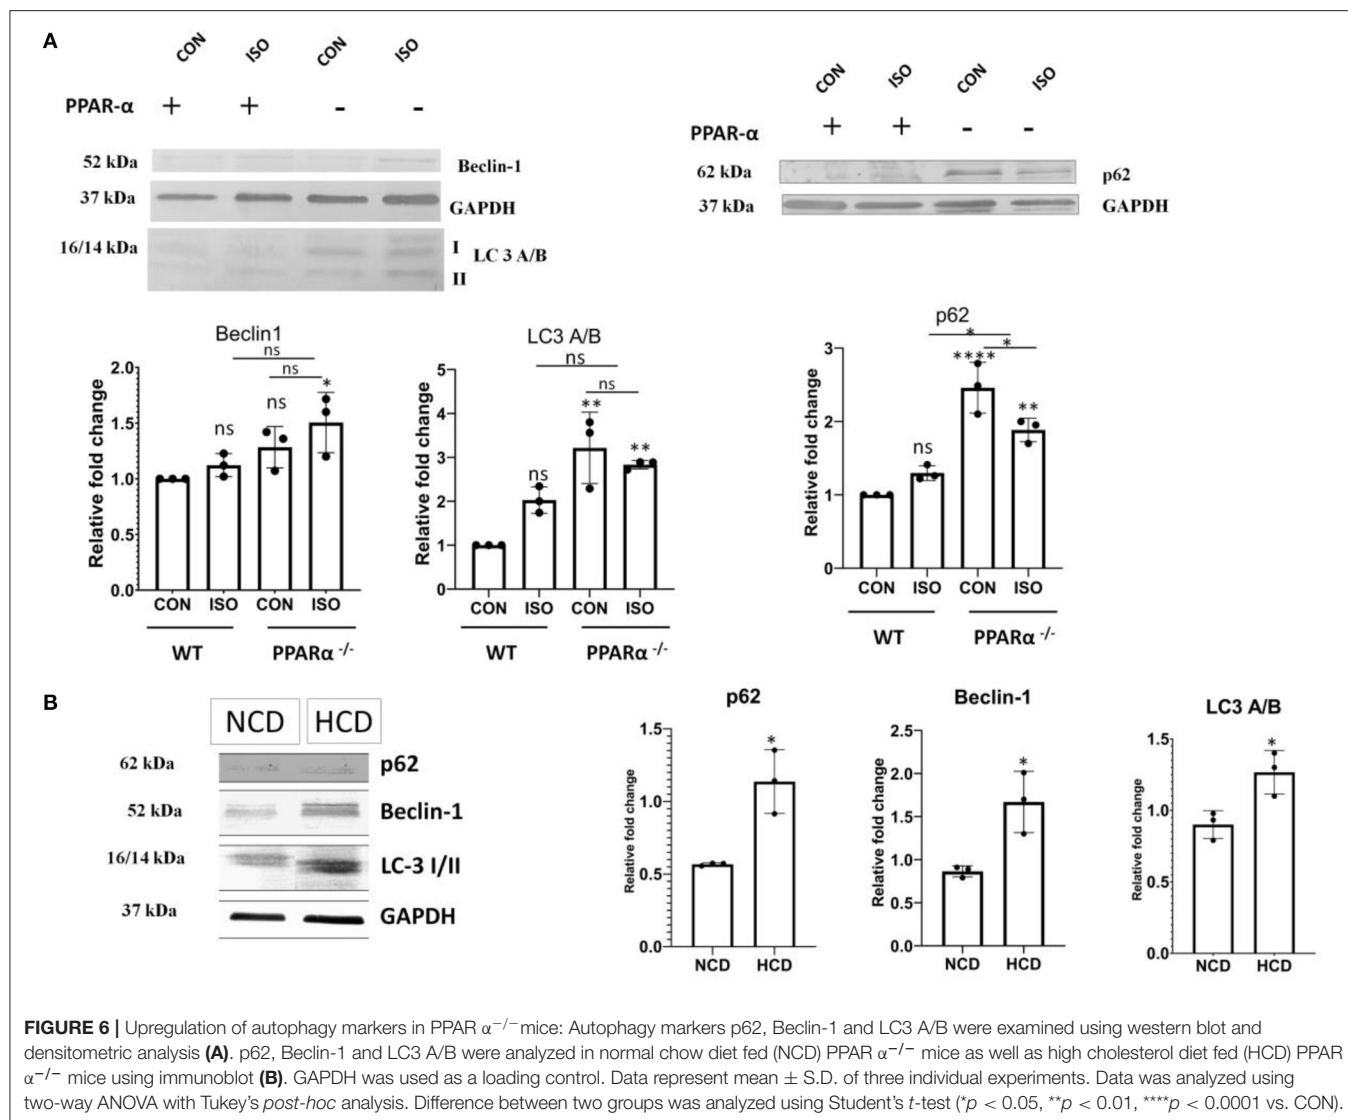 A
CON ISO CON ISO
PPAR-α + + - -
52 kDa Beclin-1
37 kDa GAPDH
16/14 kDa I LC 3 A/B
II
CON ISO CON ISO
PPAR-α + + - -
62 kDa p62
37 kDa GAPDH
Beclin1
ns
ns
*
ns
ns
Relative fold change
2.0
1.5
1.0
0.5
0.0
CON ISO CON ISO
WT PPARα -/-
LC3 A/B
ns
ns
**
**
ns
Relative fold change
5
4
3
2
1
0
CON ISO CON ISO
WT PPARα -/-
p62
*
*
****
**
ns
Relative fold change
3
2
1
0
CON ISO CON ISO
WT PPARα -/-
B
NCD HCD
62 kDa p62
52 kDa Beclin-1
16/14 kDa LC-3 I/II
37 kDa GAPDH
p62
*
Relative fold change
1.5
1.0
0.5
0.0
NCD HCD
Beclin-1
*
Relative fold change
2.5
2.0
1.5
1.0
0.5
0.0
NCD HCD
LC3 A/B
*
Relative fold change
1.5
1.0
0.5
0.0
NCD HCD
FIGURE 6 | Upregulation of autophagy markers in PPAR α−/−mice: Autophagy markers p62, Beclin-1 and LC3 A/B were examined using western blot and
densitometric analysis (A). p62, Beclin-1 and LC3 A/B were analyzed in normal chow diet fed (NCD) PPAR α−/− mice as well as high cholesterol diet fed (HCD) PPAR
α−/− mice using immunoblot (B). GAPDH was used as a loading control. Data represent mean ± S.D. of three individual experiments. Data was analyzed using
two-way ANOVA with Tukey's post-hoc analysis. Difference between two groups was analyzed using Student's t-test (*p < 0.05, **p < 0.01, ****p < 0.0001 vs. CON).